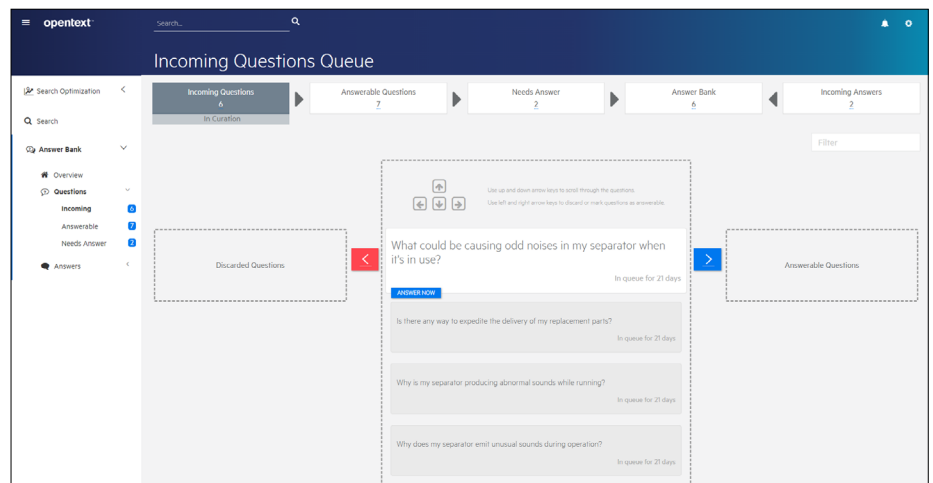 opentext™
Search...
Incoming Questions Queue
Search Optimization
Search
Answer Bank
Overview
Questions
Incoming 6
Answerable 7
Needs Answer 2
Answers
Incoming Questions
6
In Curation
Answerable Questions
7
Needs Answer
2
Answer Bank
6
Incoming Answers
2
Filter
Use up and down arrow keys to scroll through the questions.
Use left and right arrow keys to discard or mark questions as answerable.
Discarded Questions
What could be causing odd noises in my separator when
it's in use?
In queue for 21 days
ANSWER NOW
Answerable Questions
Is there any way to expedite the delivery of my replacement parts?
In queue for 21 days
Why is my separator producing abnormal sounds while running?
In queue for 21 days
Why does my separator emit unusual sounds during operation?
In queue for 21 days